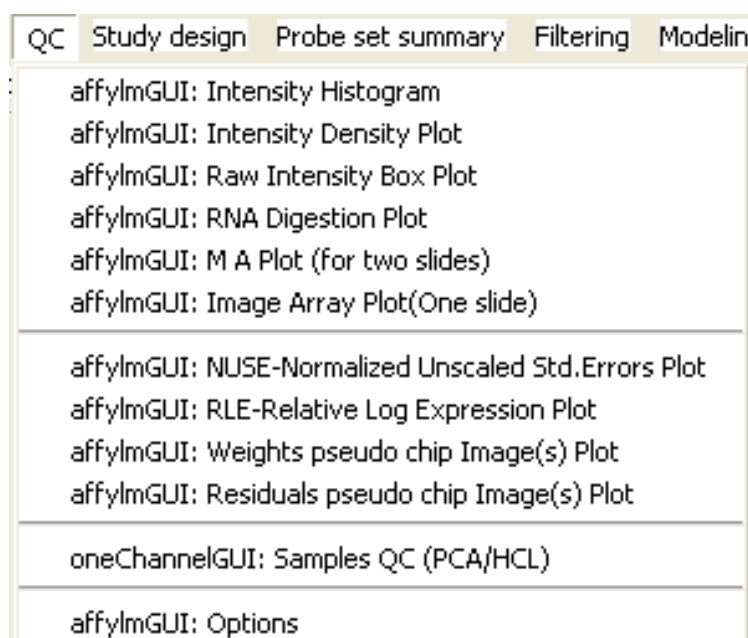 QC Study design Probe set summary Filtering Modelin
affylmGUI: Intensity Histogram
affylmGUI: Intensity Density Plot
affylmGUI: Raw Intensity Box Plot
affylmGUI: RNA Digestion Plot
affylmGUI: M A Plot (for two slides)
affylmGUI: Image Array Plot(One slide)
affylmGUI: NUSE-Normalized Unscaled Std.Errors Plot
affylmGUI: RLE-Relative Log Expression Plot
affylmGUI: Weights pseudo chip Image(s) Plot
affylmGUI: Residuals pseudo chip Image(s) Plot
oneChannelGUI: Samples QC (PCA/HCL)
affylmGUI: Options